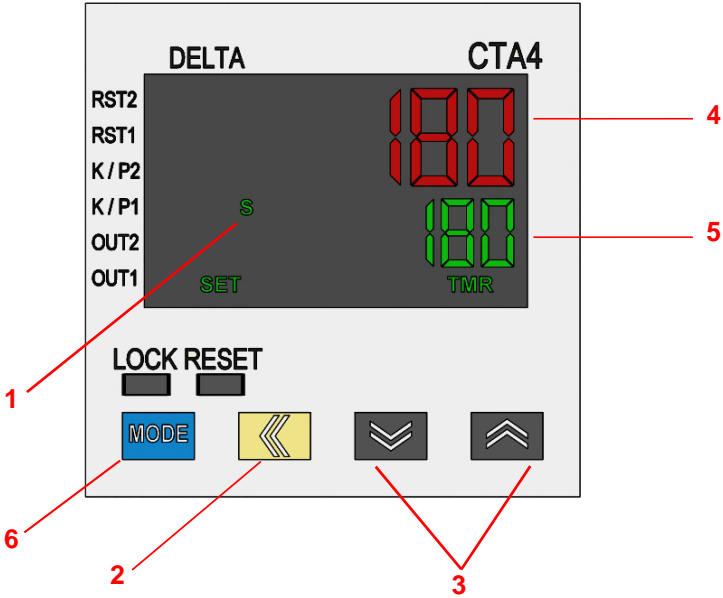 DELTA CTA4
RST2 180 4
RST1
K / P2
K / P1 S 180 5
OUT2
OUT1 SET TMR
LOCK RESET
1
MODE
6 2 3